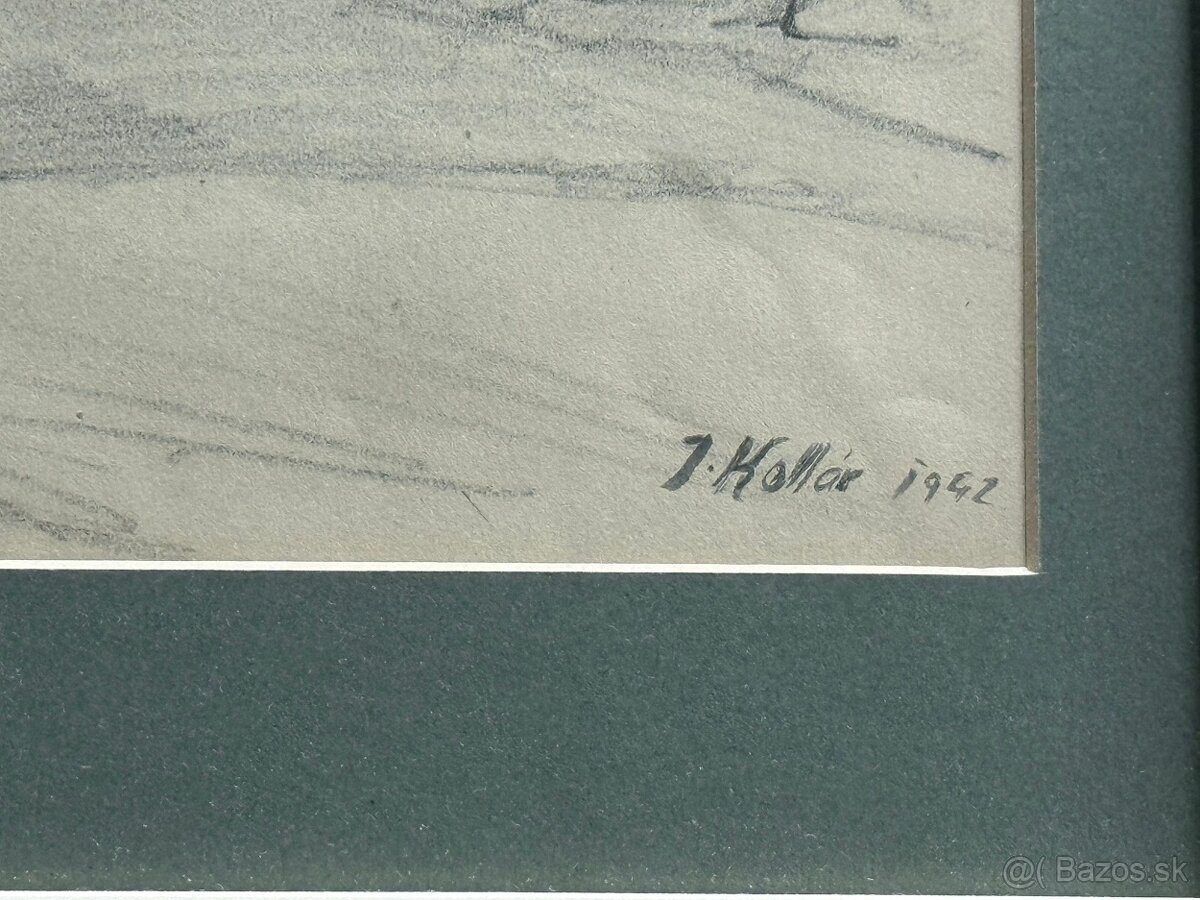 J. Kollár 1942
@( Bazos.sk